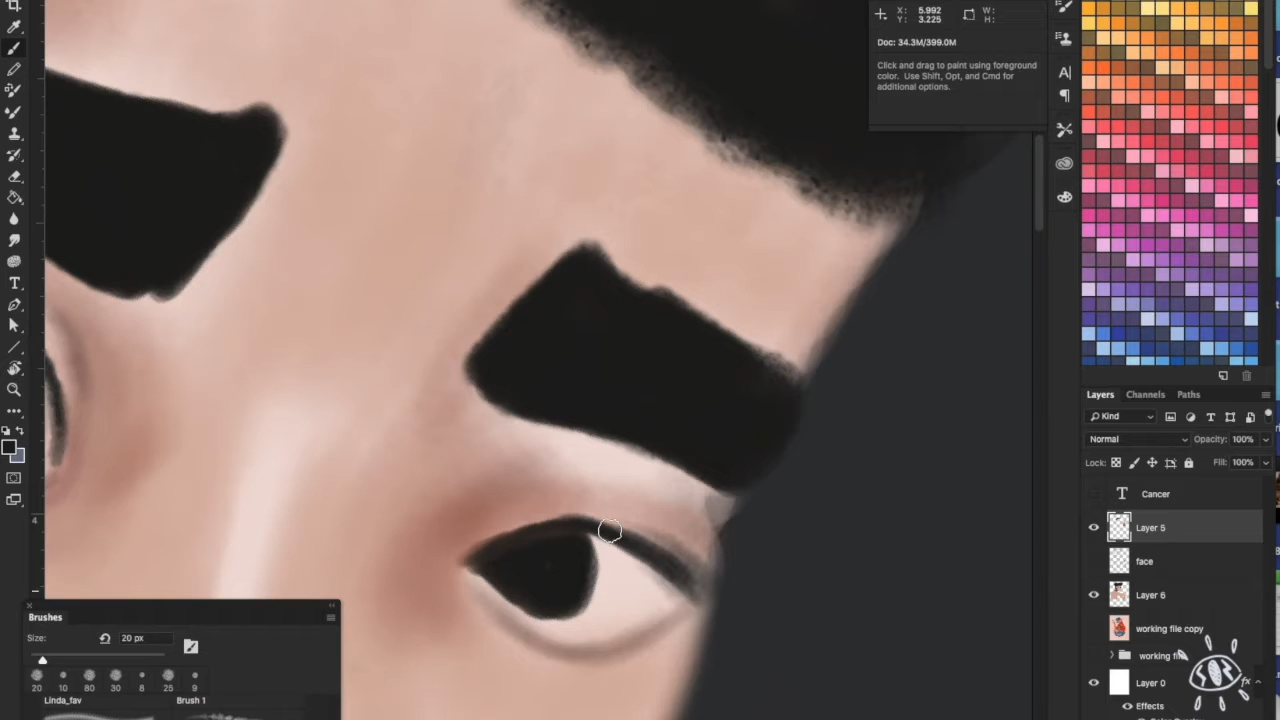 X: 5.992
Y: 3.225
W:
H:
Doc: 34.3M/399.0M
Click and drag to paint using foreground
color. Use Shift, Opt, and Cmd for
additional options.
Layers Channels Paths
Kind
Normal Opacity: 100%
Lock: Fill: 100%
T Cancer
Layer 5
face
Layer 6
working file copy
Layer 0 fx
Effects
4
Brushes
Size: 20 px
20 10 80 30 8 25 9
Linda_fav Brush 1